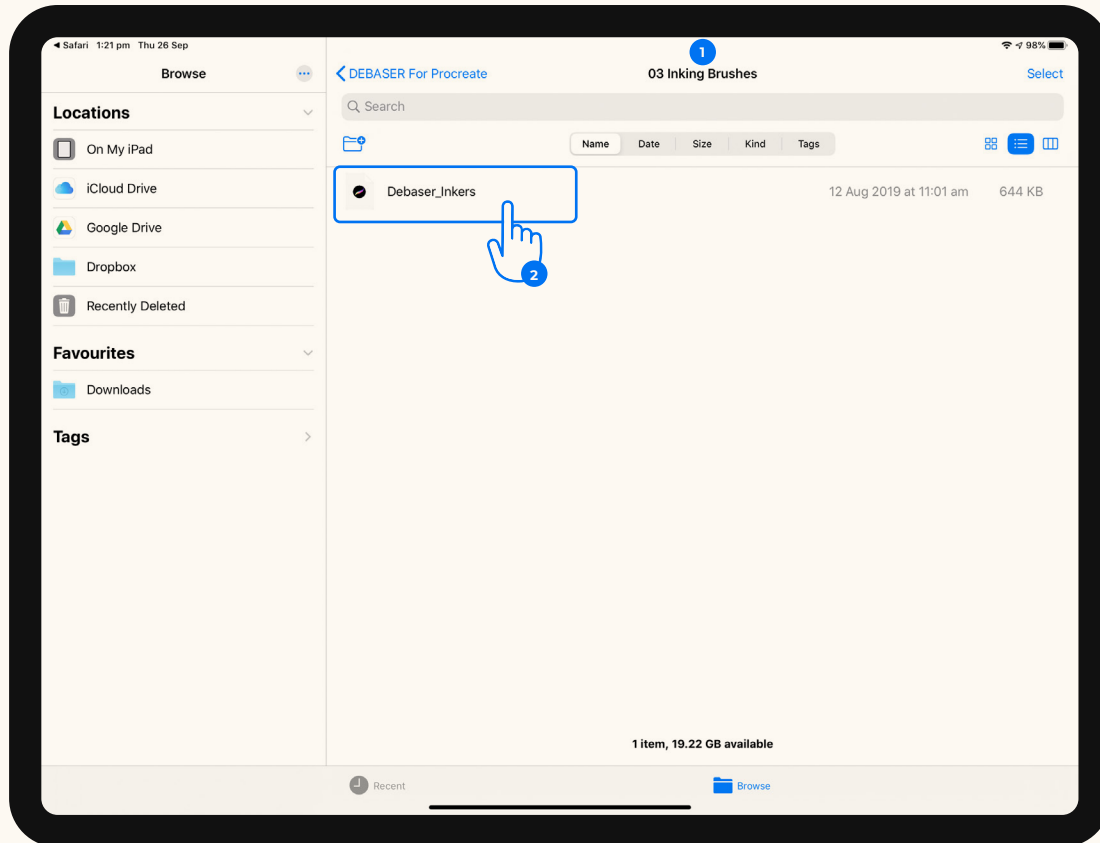 Safari 1:21 pm Thu 26 Sep
98%
1
Browse
DEBASER For Procreate
03 Inking Brushes
Select
Locations
Search
On My iPad
Name Date Size Kind Tags
iCloud Drive
Debaser_Inkers
12 Aug 2019 at 11:01 am
644 KB
Google Drive
2
Dropbox
Recently Deleted
Favourites
Downloads
Tags
1 item, 19.22 GB available
Recent
Browse